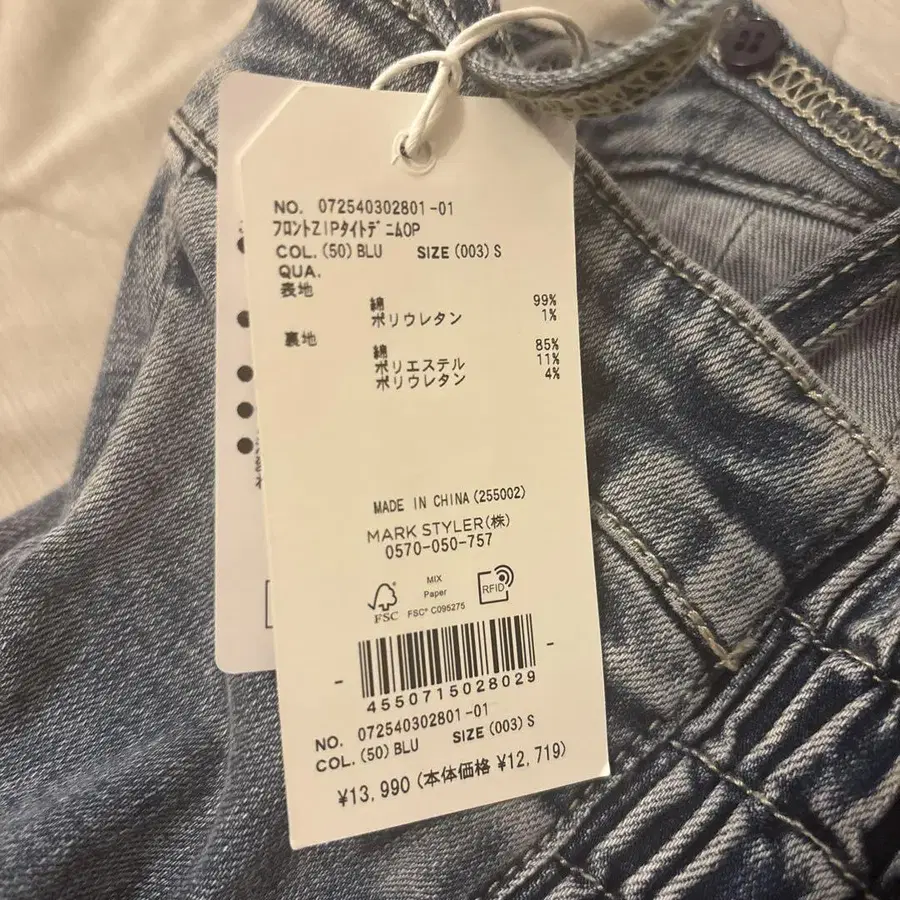 NO. 072540302801-01
フロントZIPタイトデニムOP
COL. (50) BLU SIZE (003) S
QUA.
表地
綿 99%
ポリウレタン 1%
裏地
綿 85%
ポリエステル 11%
ポリウレタン 4%
MADE IN CHINA (255002)
MARK STYLER(株)
0570-050-757
FSC
MIX
Paper
FSC® C095275
RFID
4550715028029
NO. 072540302801-01
COL. (50) BLU SIZE (003) S
¥13,990 (本体価格 ¥12,719)